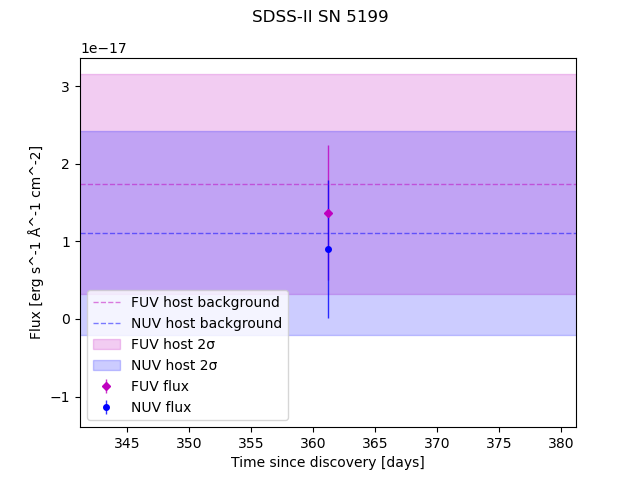 SDSS-II SN 5199
1e−17
3
2
1
0
−1
Flux [erg s^-1 Å^-1 cm^-2]
FUV host background
NUV host background
FUV host 2σ
NUV host 2σ
FUV flux
NUV flux
345 350 355 360 365 370 375 380
Time since discovery [days]